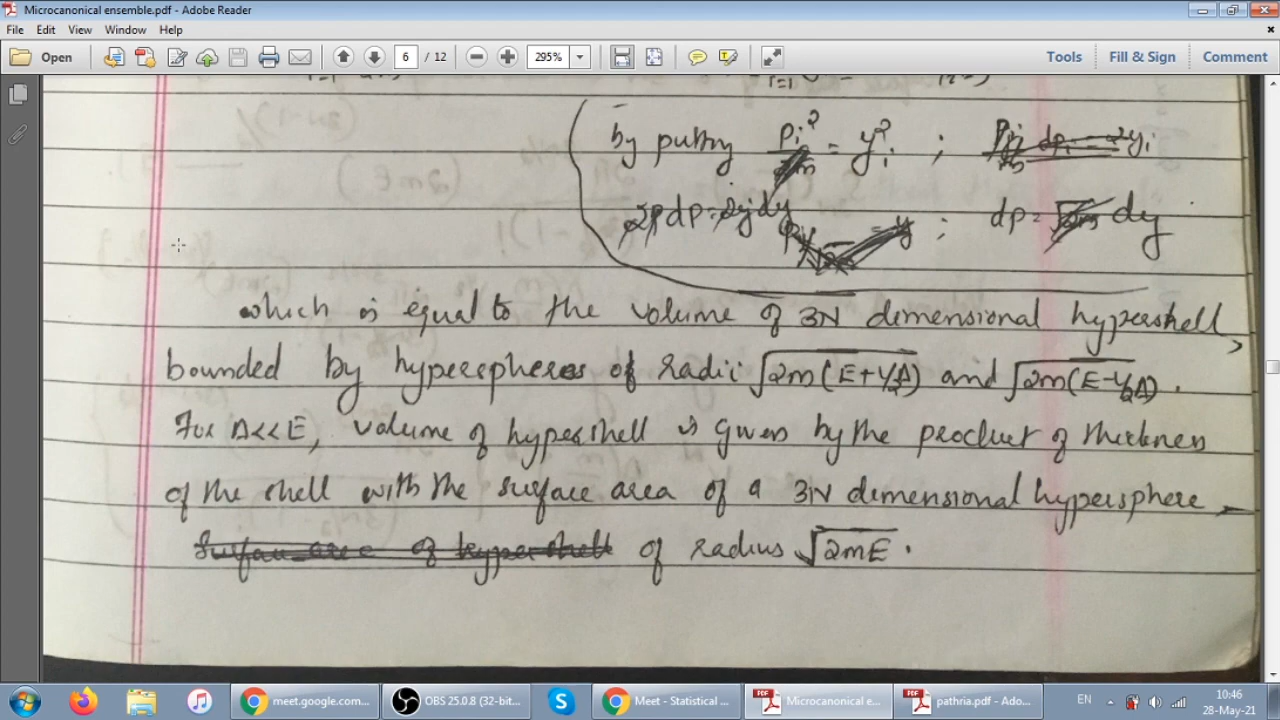 Microcanonical ensemble.pdf - Adobe Reader
File Edit View Window Help
Open 6 / 12 295% Tools Fill & Sign Comment
by putting pi² = yi² ;
2p dp = 2y dy ; dp = dy
which is equal to the volume of 3N dimensional hypershell,
bounded by hyperspheres of radii √2m(E+1/2Δ) and √2m(E-1/2Δ).
For Δ<<E, volume of hypershell is given by the product of thickness
of the shell with the surface area of a 3N dimensional hypersphere
of radius √2mE.
meet.google.com... OBS 25.0.8 (32-bit... Meet - Statistical ... Microcanonical e... pathria.pdf - Ado... EN 10:46
28-May-21